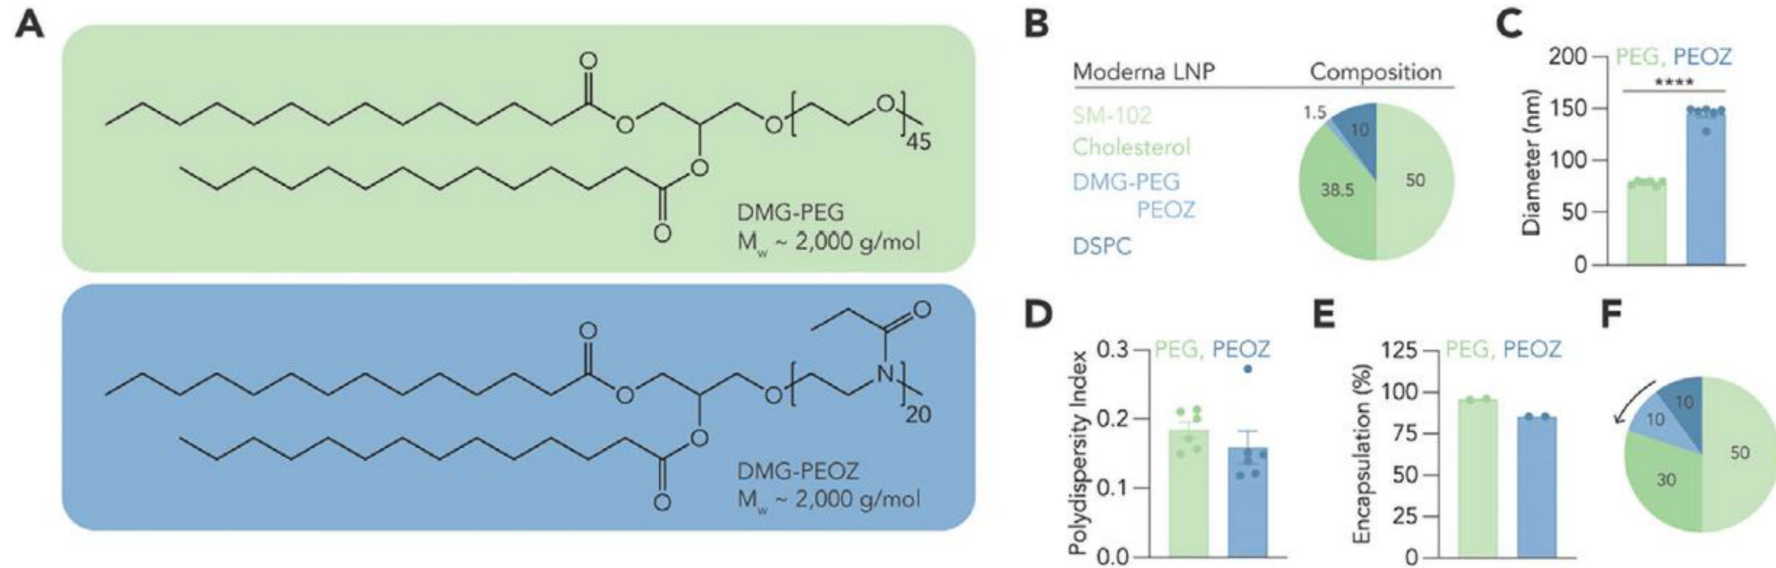 A
O
O
O
O
O
45
O
O
DMG-PEG
Mw ~ 2,000 g/mol
O
O
O
O
N
20
O
O
DMG-PEOZ
Mw ~ 2,000 g/mol
B
Moderna LNP Composition
SM-102
Cholesterol
DMG-PEG
PEOZ
DSPC
1.5
10
38.5
50
C
PEG, PEOZ
****
Diameter (nm)
200
150
100
50
0
D
PEG, PEOZ
Polydispersity Index
0.3
0.2
0.1
0.0
E
PEG, PEOZ
Encapsulation (%)
125
100
75
50
25
0
F
10
10
50
30